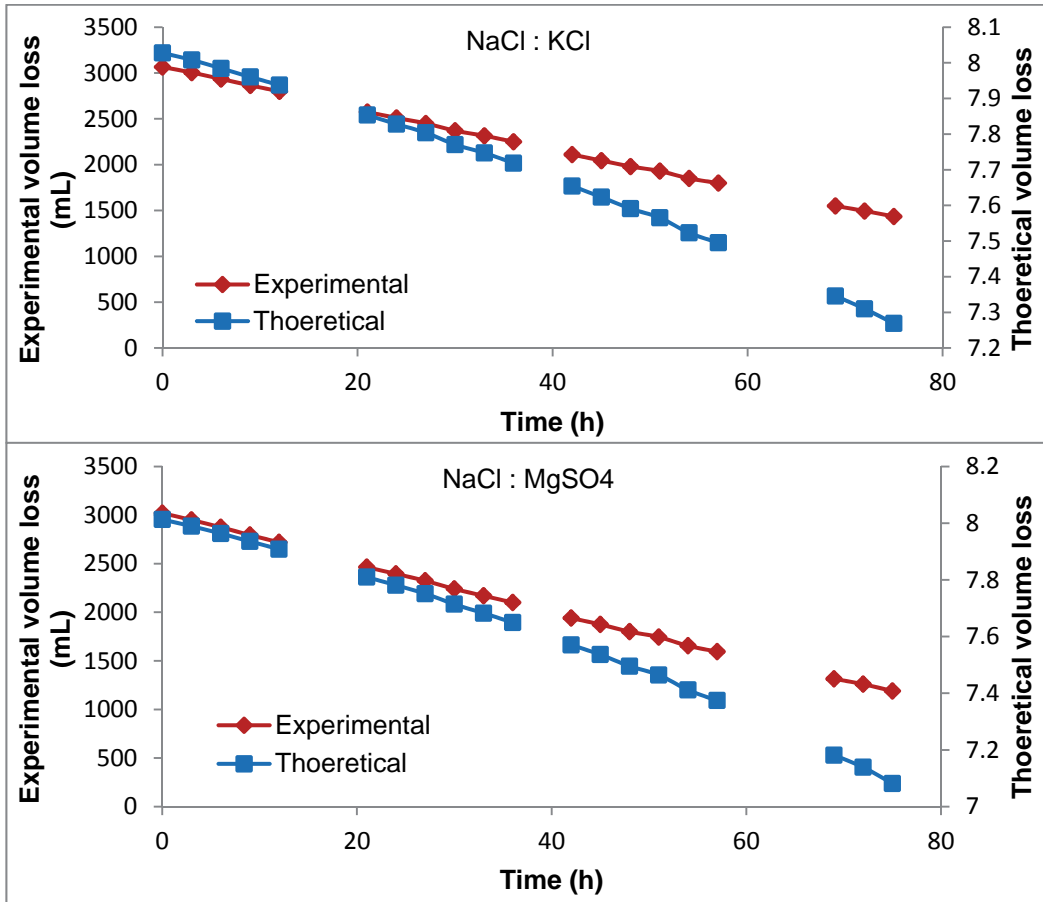 NaCl : KCl
3500
3000
2500
2000
1500
1000
500
0
Experimental volume loss
(mL)
8.1
8
7.9
7.8
7.7
7.6
7.5
7.4
7.3
7.2
Thoeretical volume loss
Experimental
Thoeretical
0 20 40 60 80
Time (h)
NaCl : MgSO4
3500
3000
2500
2000
1500
1000
500
0
Experimental volume loss
(mL)
8.2
8
7.8
7.6
7.4
7.2
7
Thoeretical volume loss
Experimental
Thoeretical
0 20 40 60 80
Time (h)